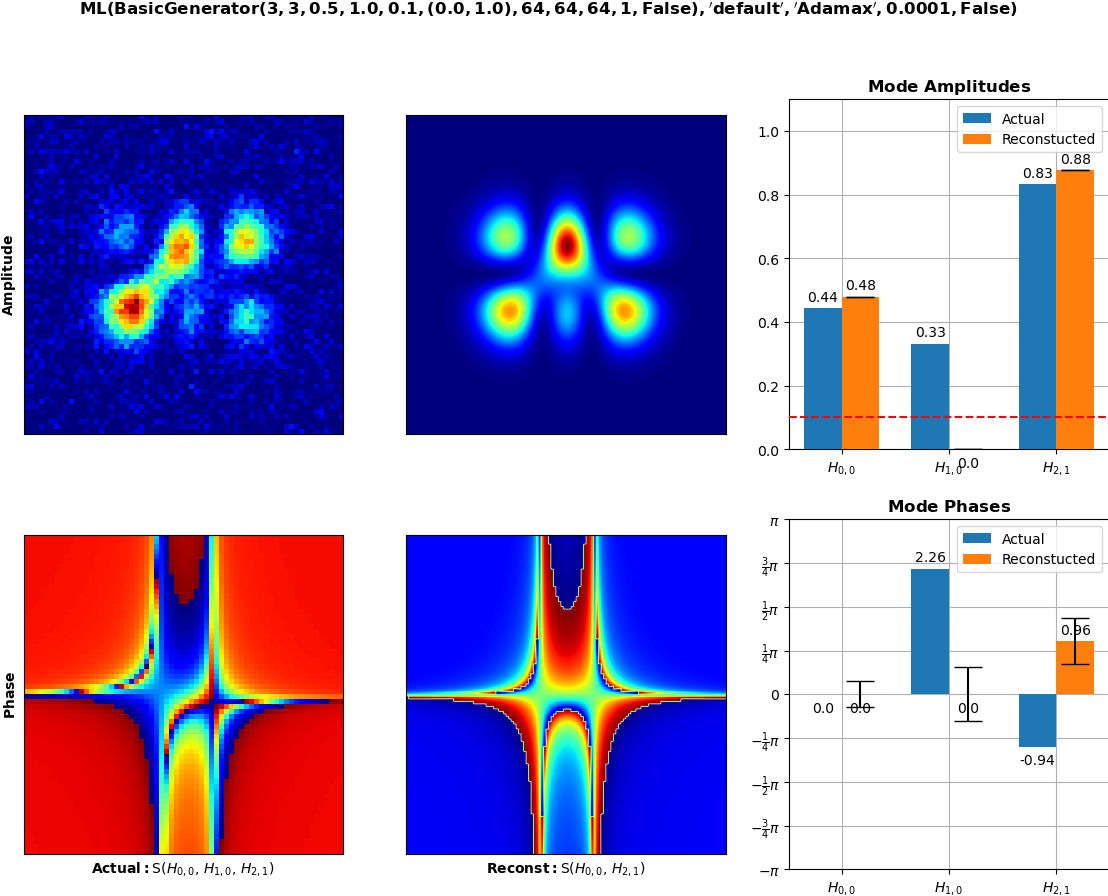 ML(BasicGenerator(3, 3, 0.5, 1.0, 0.1, (0.0, 1.0), 64, 64, 64, 1, False), ′default′, ′Adamax′, 0.0001, False)
Mode Amplitudes
Actual
Reconstucted
Amplitude
1.0
0.8
0.6
0.4
0.2
0.0
0.44
0.48
0.33
0.0
0.83
0.88
H₀,₀
H₁,₀
H₂,₁
Mode Phases
Actual
Reconstucted
Phase
π
¾π
½π
¼π
0
−¼π
−½π
−¾π
−π
0.0
0.0
2.26
0.0
-0.94
0.96
H₀,₀
H₁,₀
H₂,₁
Actual: S(H₀,₀, H₁,₀, H₂,₁)
Reconst: S(H₀,₀, H₂,₁)